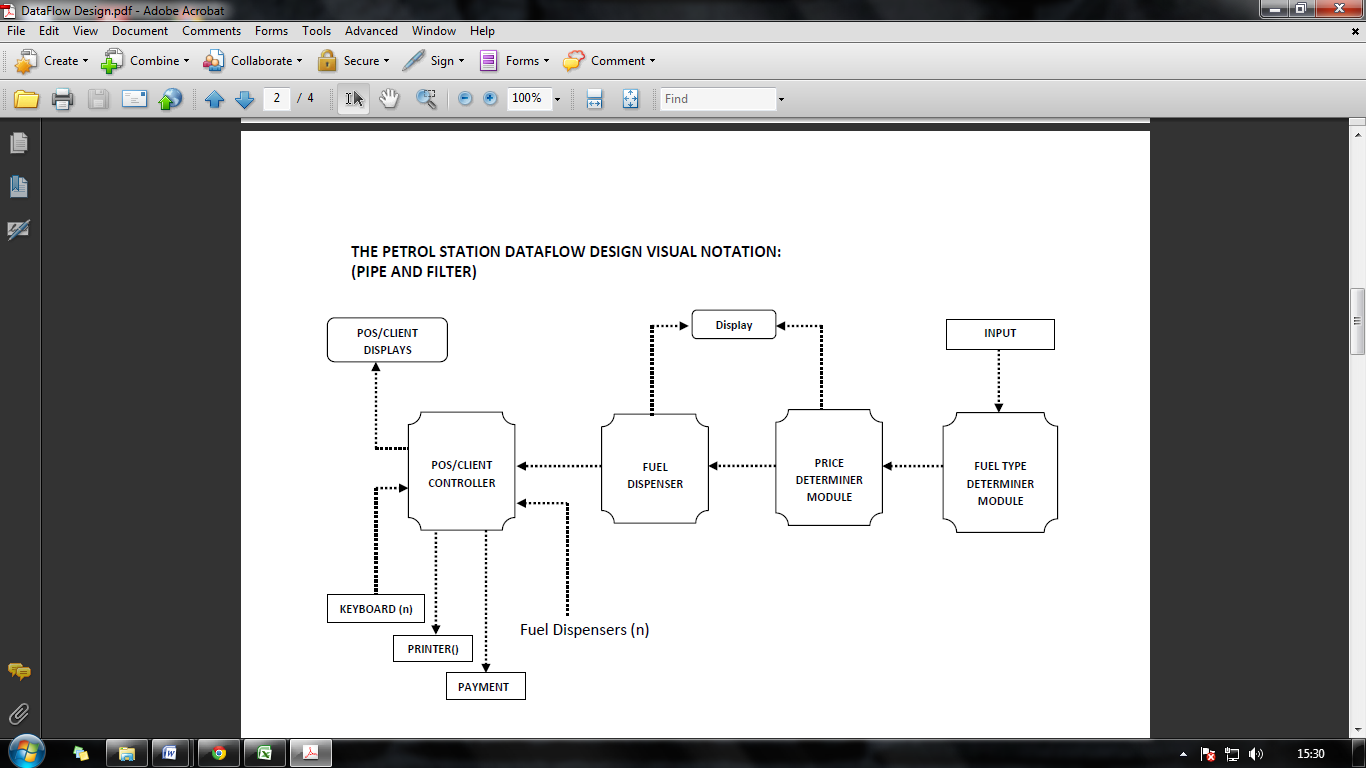 DataFlow Design.pdf - Adobe Acrobat
File Edit View Document Comments Forms Tools Advanced Window Help
Create Combine Collaborate Secure Sign Forms Comment
2 / 4 100% Find
THE PETROL STATION DATAFLOW DESIGN VISUAL NOTATION:
(PIPE AND FILTER)
POS/CLIENT
DISPLAYS
Display
INPUT
POS/CLIENT
CONTROLLER
FUEL
DISPENSER
PRICE
DETERMINER
MODULE
FUEL TYPE
DETERMINER
MODULE
KEYBOARD (n)
PRINTER()
PAYMENT
Fuel Dispensers (n)
15:30